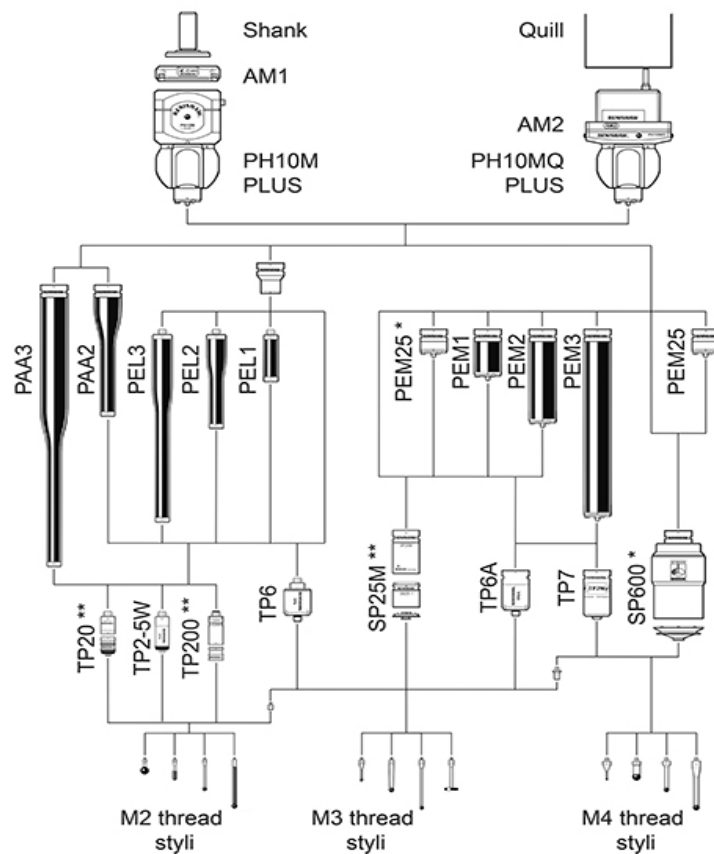 Shank
Quill
AM1
AM2
PH10M
PLUS
PH10MQ
PLUS
PAA3
PAA2
PEL3
PEL2
PEL1
PEM25 *
PEM1
PEM2
PEM3
PEM25
TP20 **
TP2-5W
TP200 **
TP6
SP25M **
TP6A
TP7
SP600 *
M2 thread
styli
M3 thread
styli
M4 thread
styli